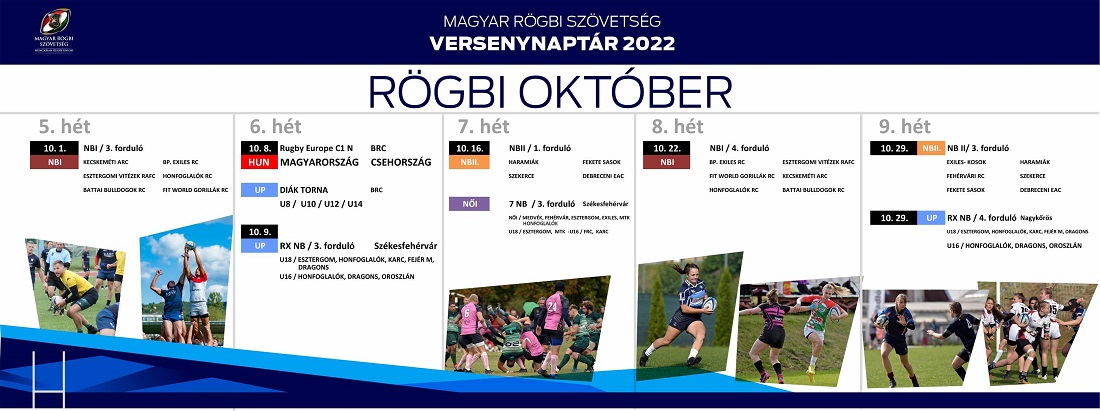 MAGYAR RÖGBI
SZÖVETSÉG
MAGYAR RÖGBI SZÖVETSÉG
VERSENYNAPTÁR 2022
RÖGBI OKTÓBER
5. hét
10. 1. NBI / 3. forduló
NBI KECSKEMÉTI ARC BP. EXILES RC
ESZTERGOMI VITÉZEK RAFC HONFOGLALÓK RC
BATTAI BULLDOGOK RC FIT WORLD GORILLÁK RC
6. hét
10. 8. Rugby Europe C1 N BRC
HUN MAGYARORSZÁG CSEHORSZÁG
UP DIÁK TORNA BRC
U8 / U10 / U12 / U14
10. 9.
UP RX NB / 3. forduló Székesfehérvár
U18 / ESZTERGOM, HONFOGLALÓK, KARC, FEJÉR M,
DRAGONS
U16 / HONFOGLALÓK, DRAGONS, OROSZLÁN
7. hét
10. 16. NBII / 1. forduló
NBII. HARAMIÁK FEKETE SASOK
SZEKERCE DEBRECENI EAC
NŐI 7 NB / 3. forduló Székesfehérvár
NŐI / MEDVÉK, FEHÉRVÁR, ESZTERGOM, EXILES, MTK
HONFOGLALÓK
U18 / ESZTERGOM, MTK -U16 / FRC, KARC
8. hét
10. 22. NBI / 4. forduló
NBI BP. EXILES RC ESZTERGOMI VITÉZEK RAFC
FIT WORLD GORILLÁK RC KECSKEMÉTI ARC
HONFOGLALÓK RC BATTAI BULLDOGOK RC
9. hét
10. 29. NBII. NB II/ 3. forduló
EXILES- KOSOK HARAMIÁK
FEHÉRVÁRI RC SZEKERCE
FEKETE SASOK DEBRECENI EAC
10. 29. UP RX NB / 4. forduló Nagykőrös
U18 / ESZTERGOM, HONFOGLALÓK, KARC, FEJÉR M, DRAGONS
U16 / HONFOGLALÓK, DRAGONS, OROSZLÁN